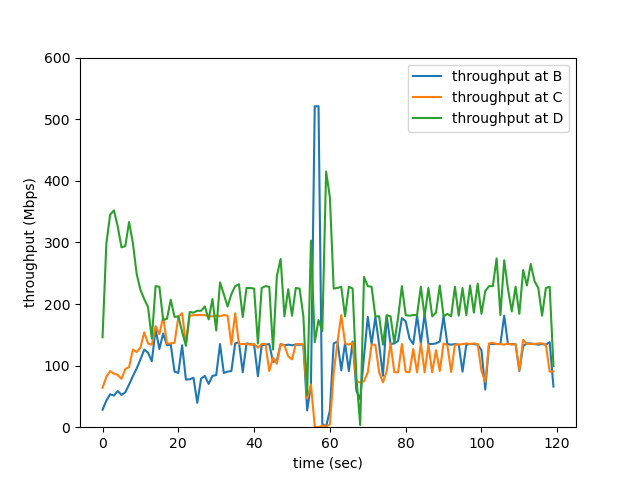 600
500
400
300
200
100
0
throughput (Mbps)
throughput at B
throughput at C
throughput at D
0 20 40 60 80 100 120
time (sec)